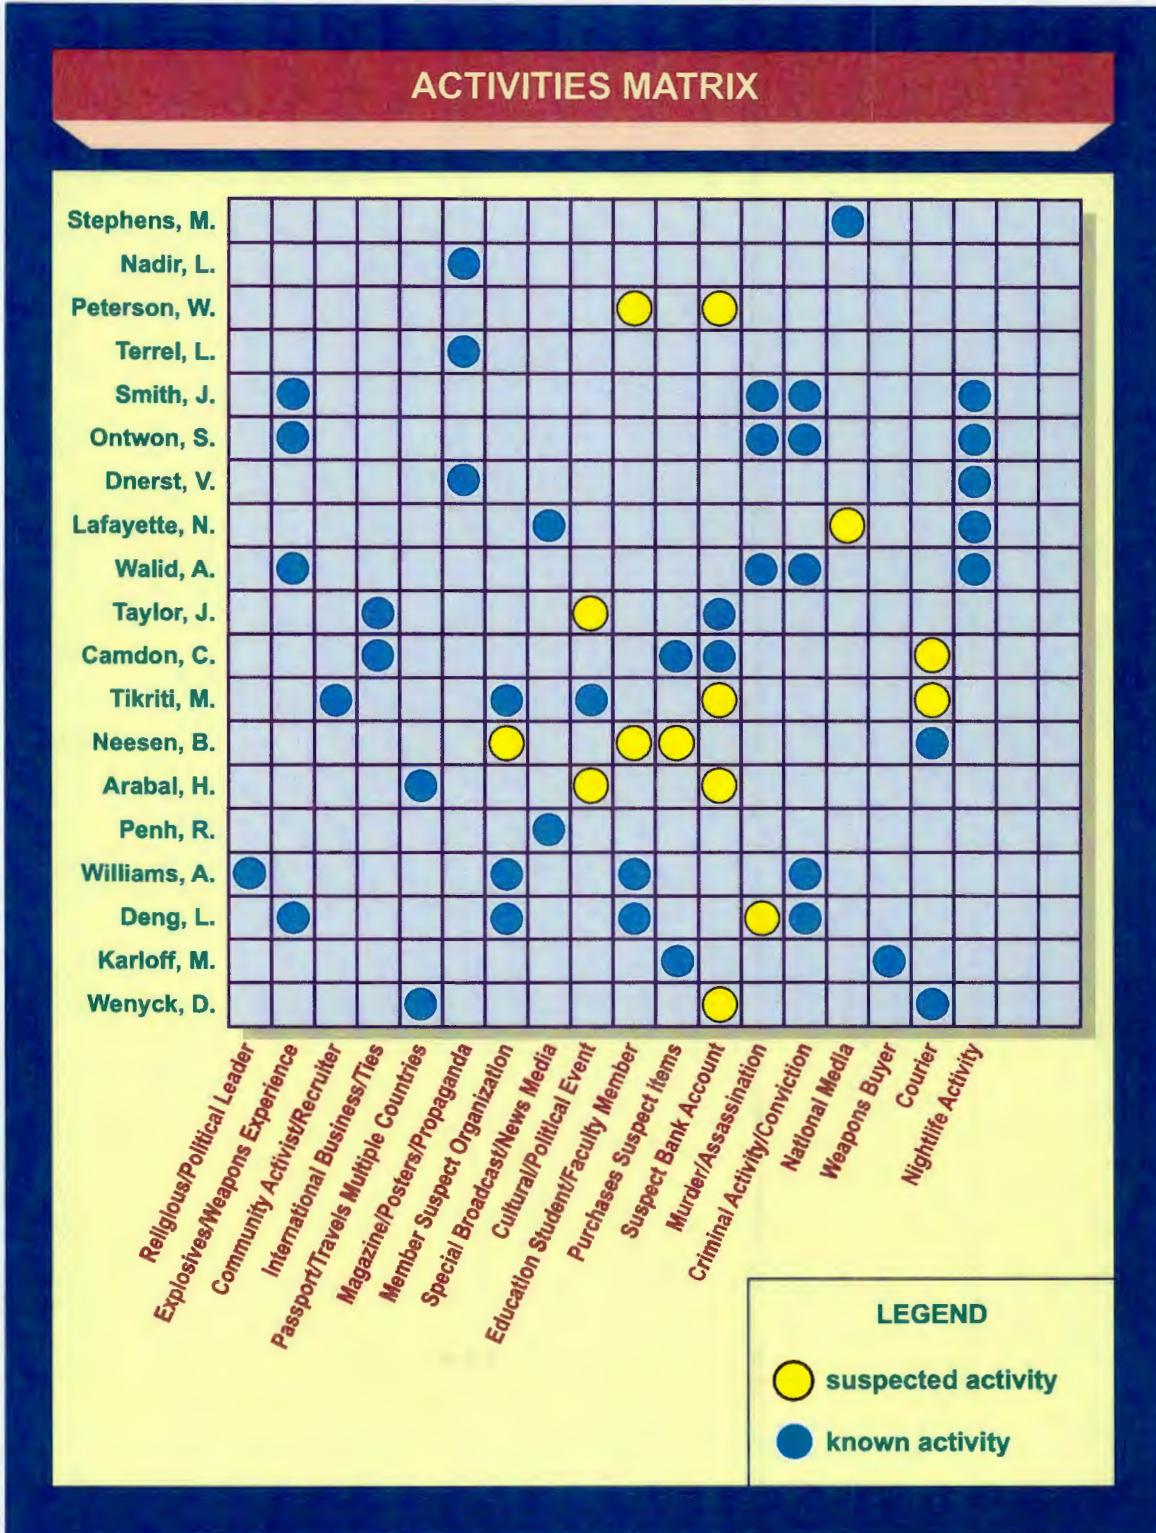 ACTIVITIES MATRIX
Stephens, M.
Nadir, L.
Peterson, W.
Terrel, L.
Smith, J.
Ontwon, S.
Dnerst, V.
Lafayette, N.
Walid, A.
Taylor, J.
Camdon, C.
Tikriti, M.
Neesen, B.
Arabal, H.
Penh, R.
Williams, A.
Deng, L.
Karloff, M.
Wenyck, D.
Religious/Political Leader
Explosives/Weapons Experience
Community Activist/Recruiter
International Business/Ties
Passport/Travels Multiple Countries
Magazine/Posters/Propaganda
Member Suspect Organization
Special Broadcast/News Media
Cultural/Political Event
Education Student/Faculty Member
Purchases Suspect Items
Suspect Bank Account
Murder/Assassination
Criminal Activity/Conviction
National Media
Weapons Buyer
Courier
Nightlife Activity
LEGEND
suspected activity
known activity